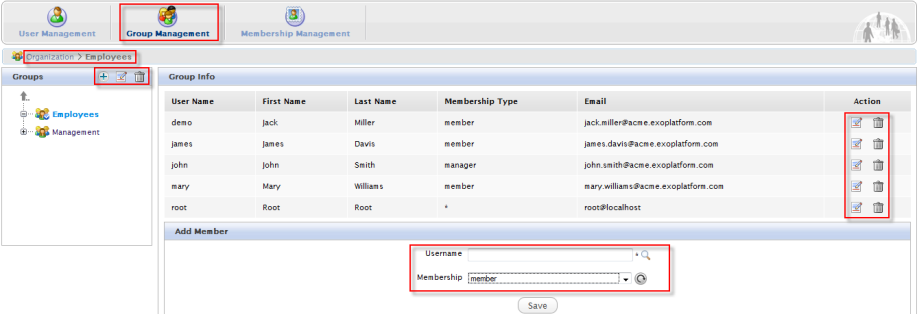 User Management Group Management Membership Management
Organization > Employees
Groups
Employees
Management
Group Info
User Name First Name Last Name Membership Type Email Action
demo Jack Miller member jack.miller@acme.exoplatform.com
james James Davis member james.davis@acme.exoplatform.com
john John Smith manager john.smith@acme.exoplatform.com
mary Mary Williams member mary.williams@acme.exoplatform.com
root Root Root * root@localhost
Add Member
Username *
Membership member
Save